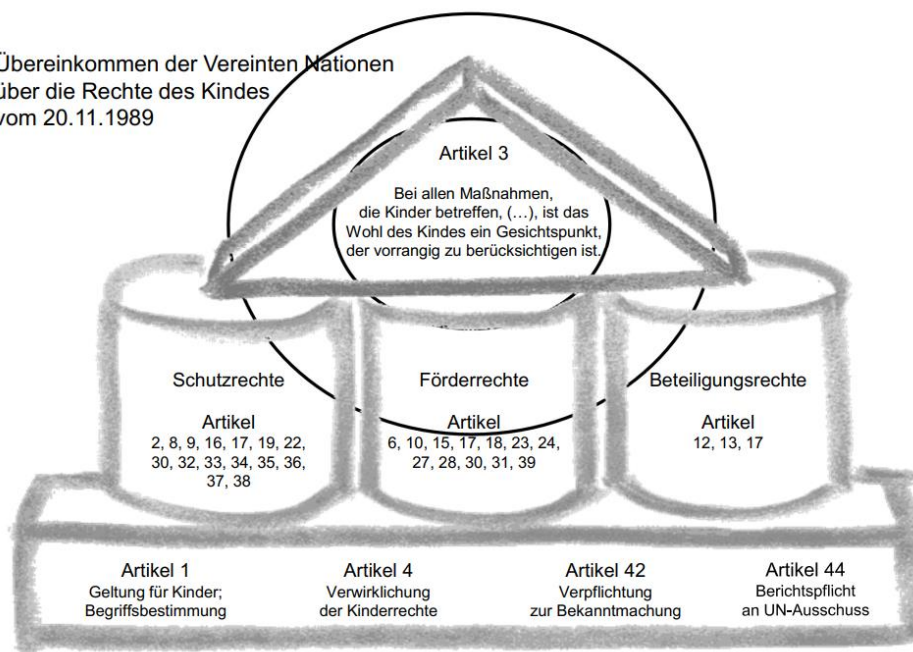 Übereinkommen der Vereinten Nationen
über die Rechte des Kindes
vom 20.11.1989
Artikel 3
Bei allen Maßnahmen,
die Kinder betreffen, (…), ist das
Wohl des Kindes ein Gesichtspunkt,
der vorrangig zu berücksichtigen ist.
Schutzrechte
Artikel
2, 8, 9, 16, 17, 19, 22,
30, 32, 33, 34, 35, 36,
37, 38
Förderrechte
Artikel
6, 10, 15, 17, 18, 23, 24,
27, 28, 30, 31, 39
Beteiligungsrechte
Artikel
12, 13, 17
Artikel 1
Geltung für Kinder;
Begriffsbestimmung
Artikel 4
Verwirklichung
der Kinderrechte
Artikel 42
Verpflichtung
zur Bekanntmachung
Artikel 44
Berichtspflicht
an UN-Ausschuss